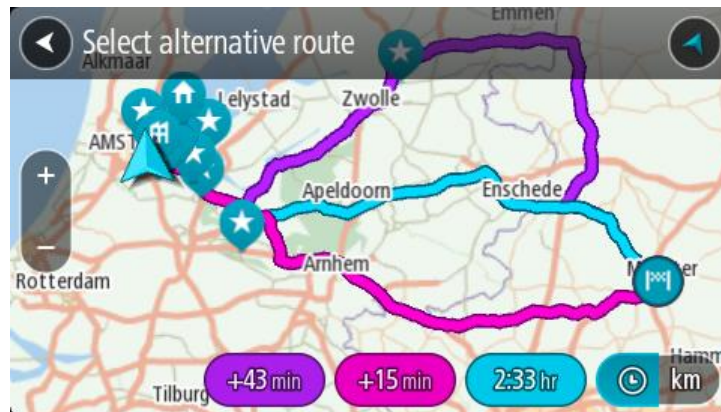 Emmen
Select alternative route
Alkmaar
Lelystad
Zwolle
AMST
+
Apeldoorn
Enschede
−
Arnhem
Rotterdam
Hamm
Tilburg
+43 min
+15 min
2:33 hr
km